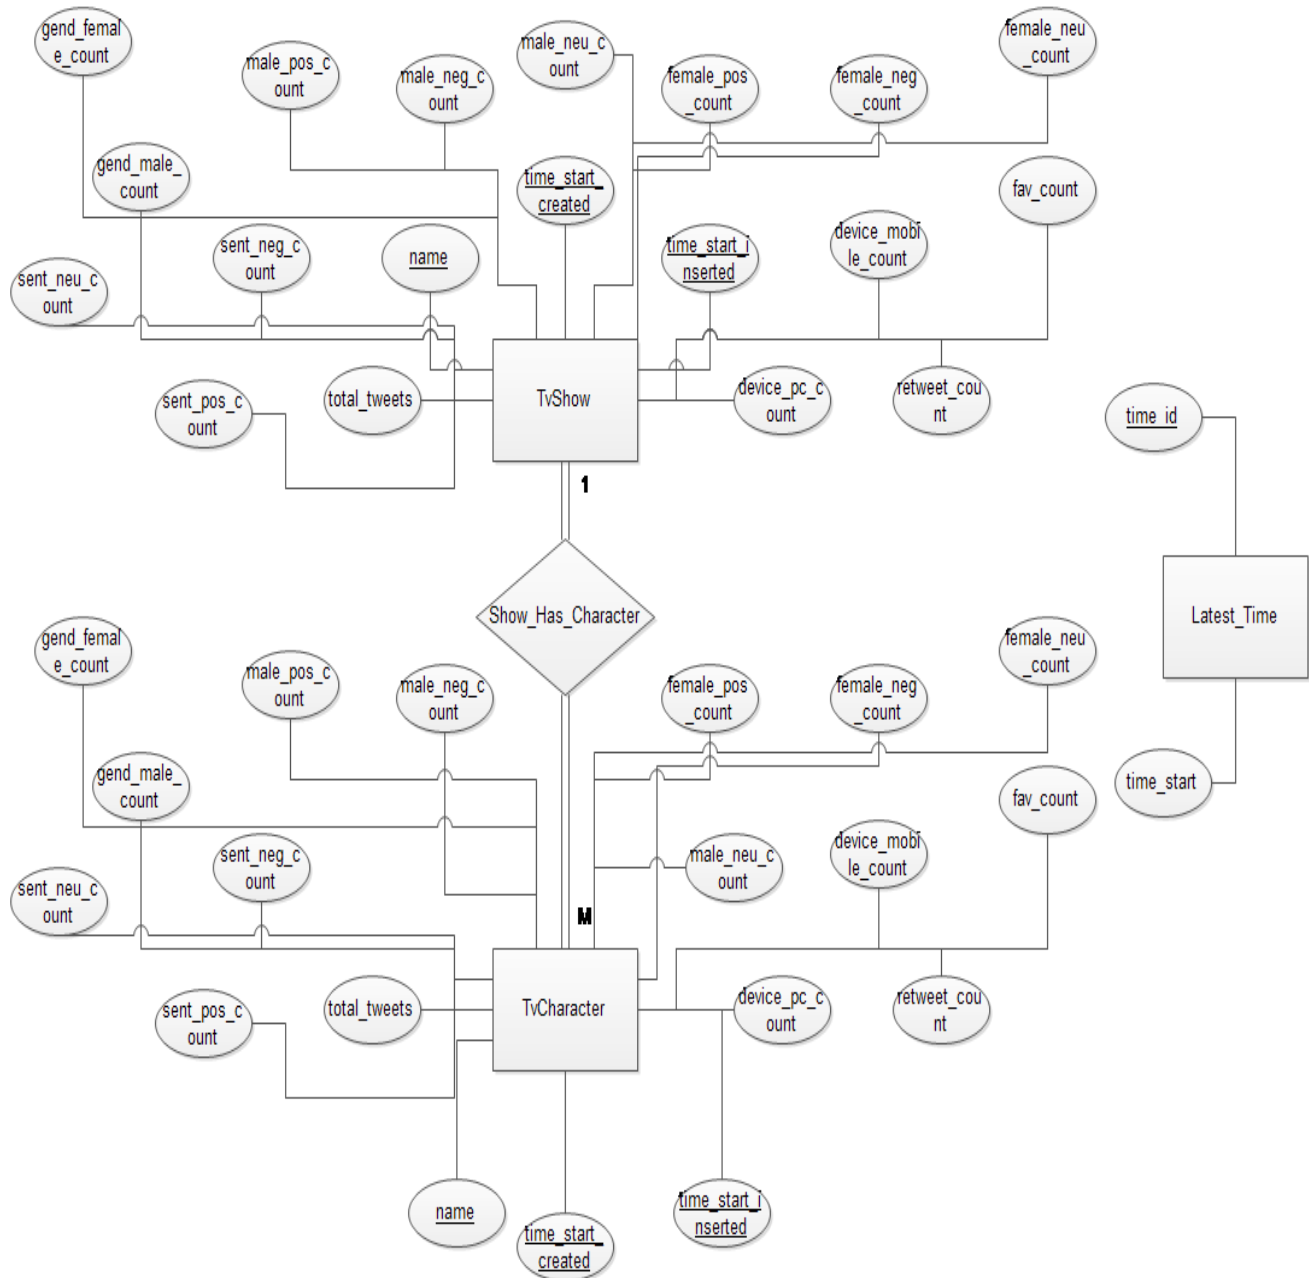 gend_femal
e_count
male_pos_c
ount
male_neg_c
ount
male_neu_c
ount
female_pos
_count
female_neg
_count
female_neu
_count
gend_male_
count
time_start_
created
fav_count
sent_neg_c
ount
name
time_start_i
nserted
device_mobi
le_count
sent_neu_c
ount
sent_pos_c
ount
total_tweets
TvShow
device_pc_c
ount
retweet_cou
nt
time_id
1
Show_Has_Character
Latest_Time
gend_femal
e_count
male_pos_c
ount
male_neg_c
ount
female_pos
_count
female_neg
_count
female_neu
_count
gend_male_
count
time_start
fav_count
sent_neg_c
ount
male_neu_c
ount
device_mobi
le_count
sent_neu_c
ount
M
sent_pos_c
ount
total_tweets
TvCharacter
device_pc_c
ount
retweet_cou
nt
name
time_start_
created
time_start_i
nserted